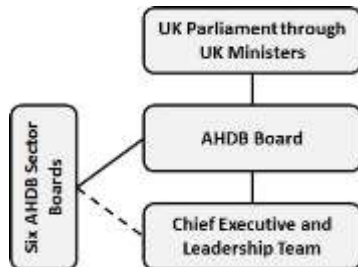 UK Parliament through
UK Ministers
Six AHDB Sector
Boards
AHDB Board
Chief Executive and
Leadership Team